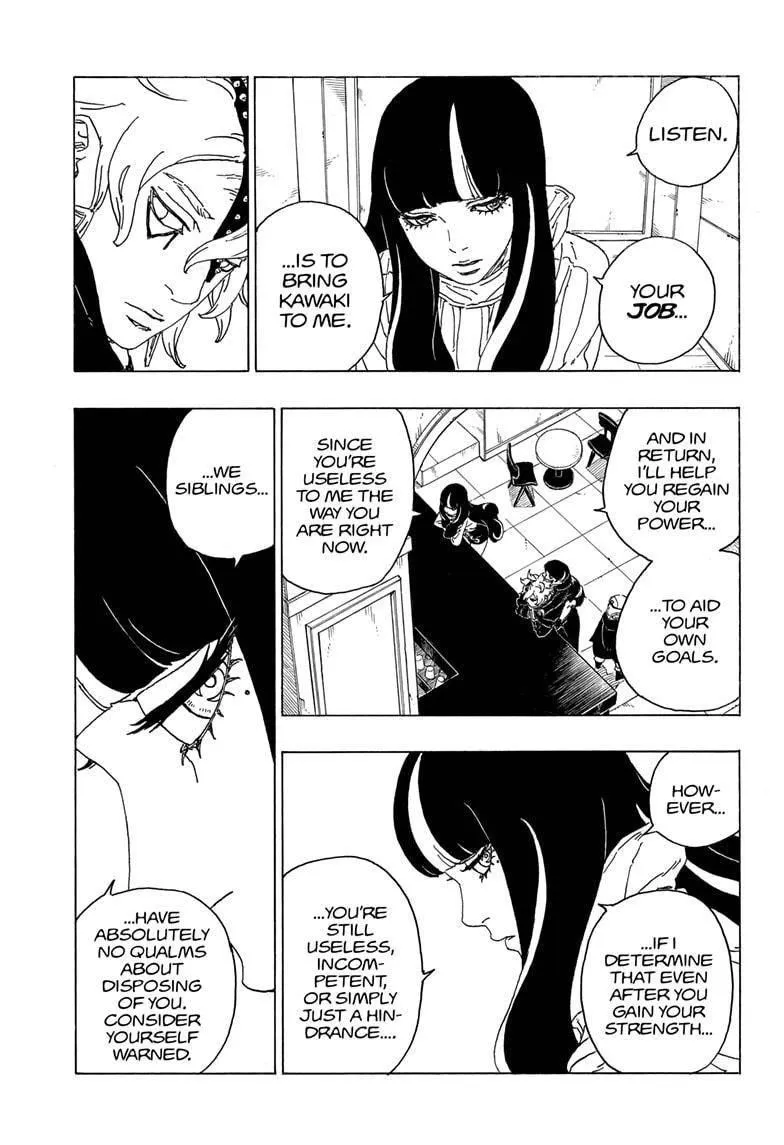 LISTEN.
YOUR
JOB...
...IS TO
BRING
KAWAKI
TO ME.
AND IN
RETURN,
I'LL HELP
YOU REGAIN
YOUR
POWER...
...TO AID
YOUR
OWN
GOALS.
SINCE
YOU'RE
USELESS
TO ME THE
WAY YOU
ARE RIGHT
NOW.
HOW-
EVER...
...IF I
DETERMINE
THAT EVEN
AFTER YOU
GAIN YOUR
STRENGTH...
...YOU'RE
STILL
USELESS,
INCOM-
PETENT,
OR SIMPLY
JUST A HIN-
DRANCE....
...WE
SIBLINGS...
...HAVE
ABSOLUTELY
NO QUALMS
ABOUT
DISPOSING
OF YOU.
CONSIDER
YOURSELF
WARNED.